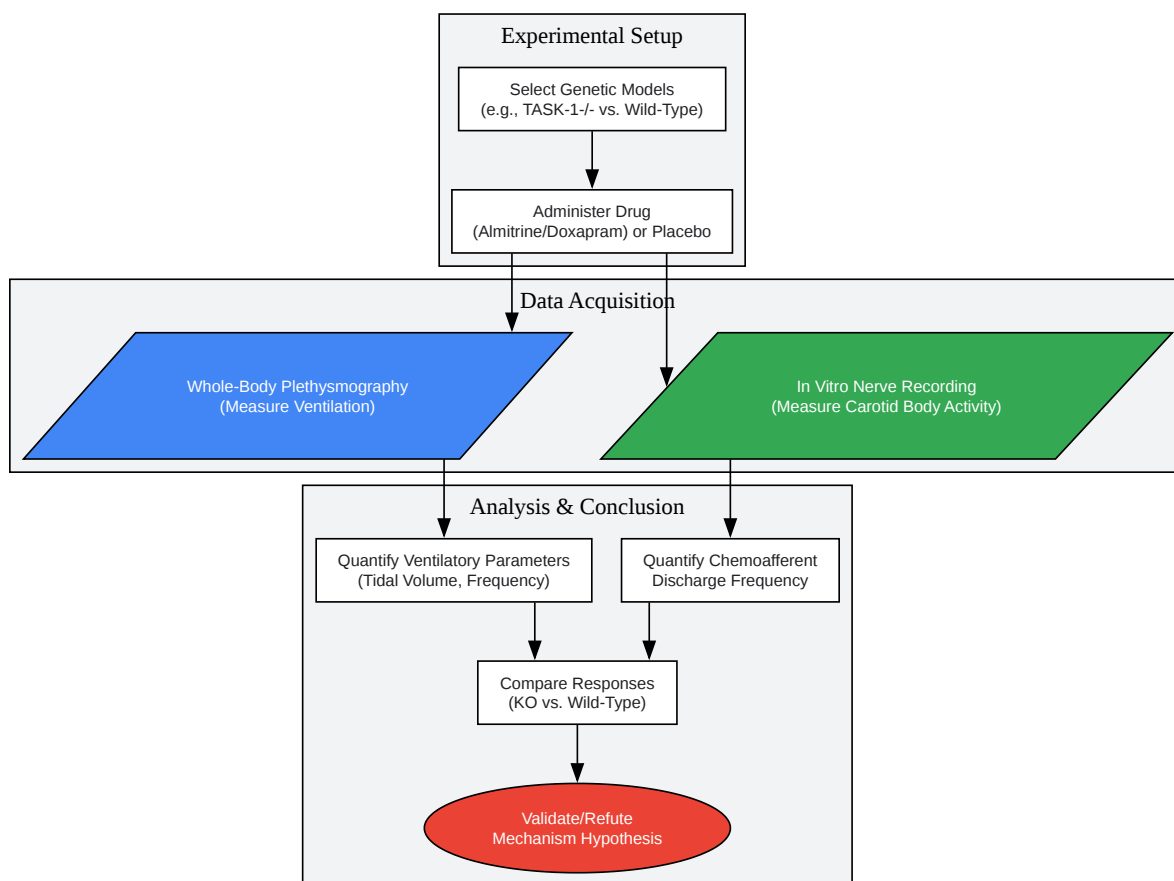 Experimental Setup
Select Genetic Models
(e.g., TASK-1-/- vs. Wild-Type)
Administer Drug
(Almitrine/Doxapram) or Placebo
Data Acquisition
Whole-Body Plethysmography
(Measure Ventilation)
In Vitro Nerve Recording
(Measure Carotid Body Activity)
Analysis & Conclusion
Quantify Ventilatory Parameters
(Tidal Volume, Frequency)
Quantify Chemoafferent
Discharge Frequency
Compare Responses
(KO vs. Wild-Type)
Validate/Refute
Mechanism Hypothesis